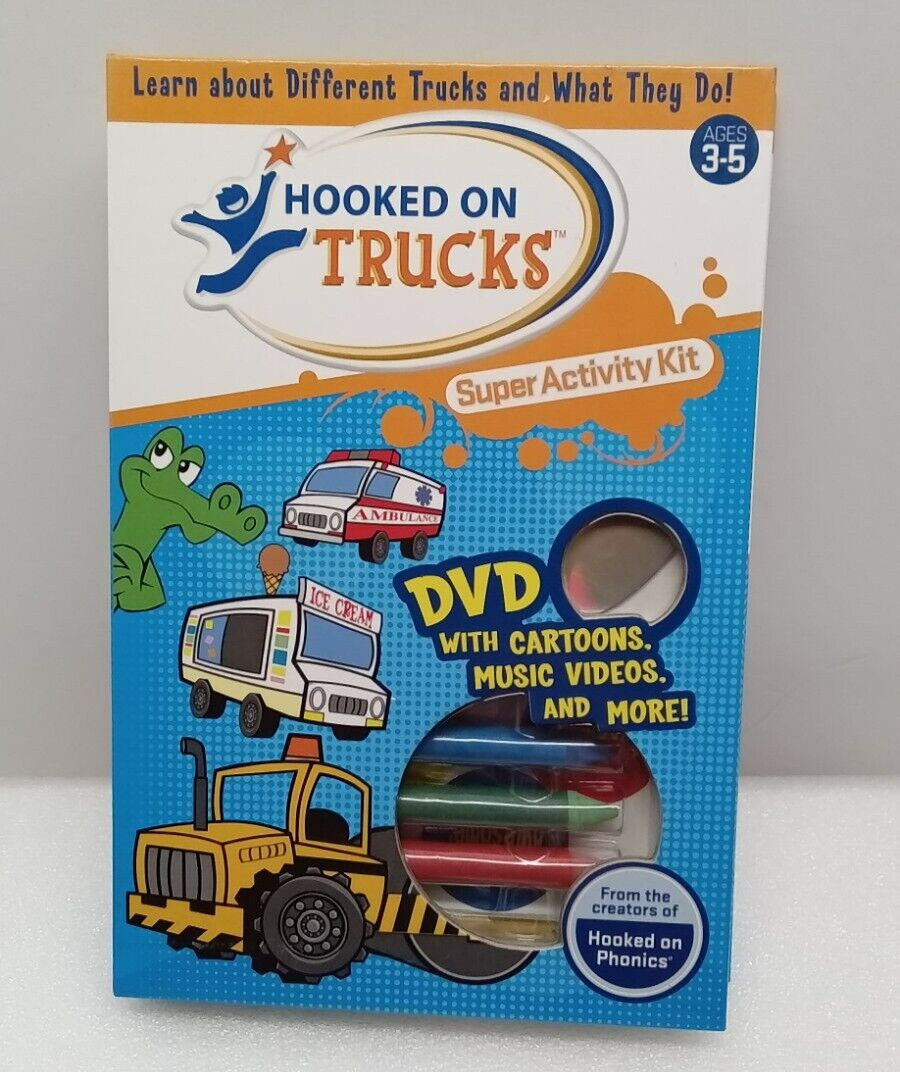 Learn about Different Trucks and What They Do!
AGES
3-5
HOOKED ON
TRUCKS™
Super Activity Kit
AMBULANCE
ICE CREAM
DVD
WITH CARTOONS,
MUSIC VIDEOS,
AND MORE!
From the
creators of
Hooked on
Phonics®